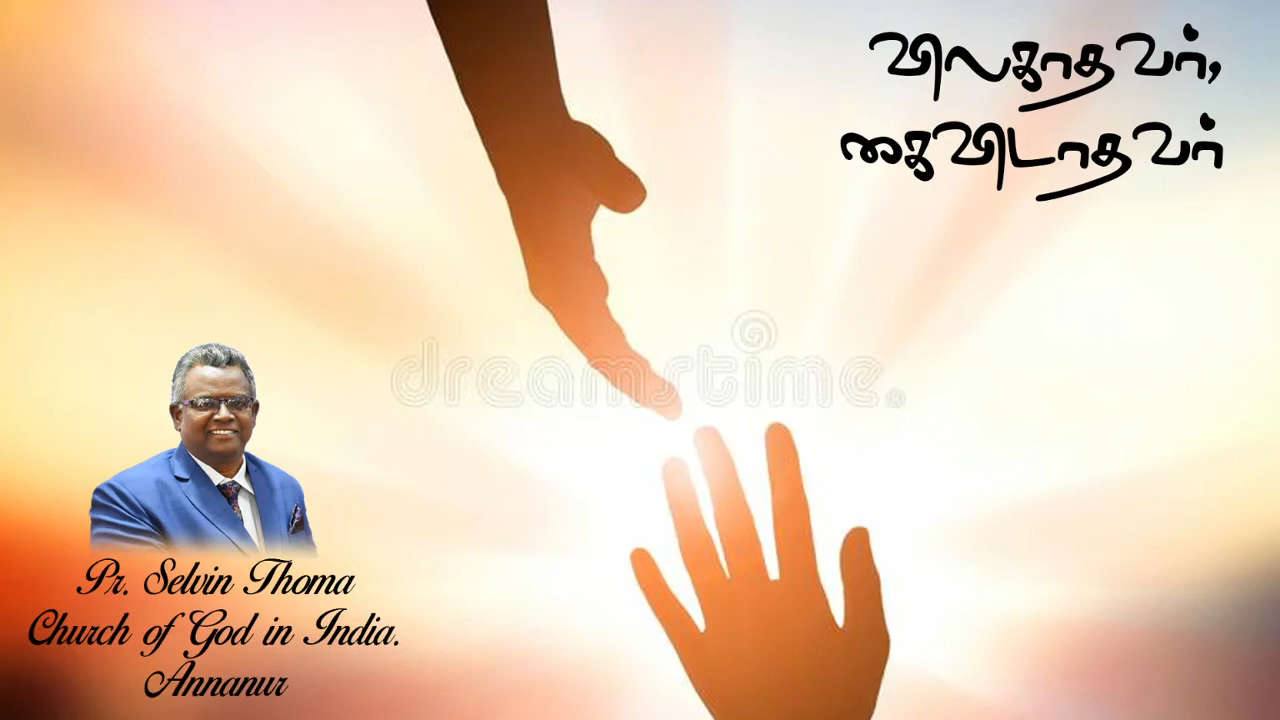 விலகாதவர்,
கைவிடாதவர்
dreamstime.
Pr. Selvin Thoma
Church of God in India.
Annanur